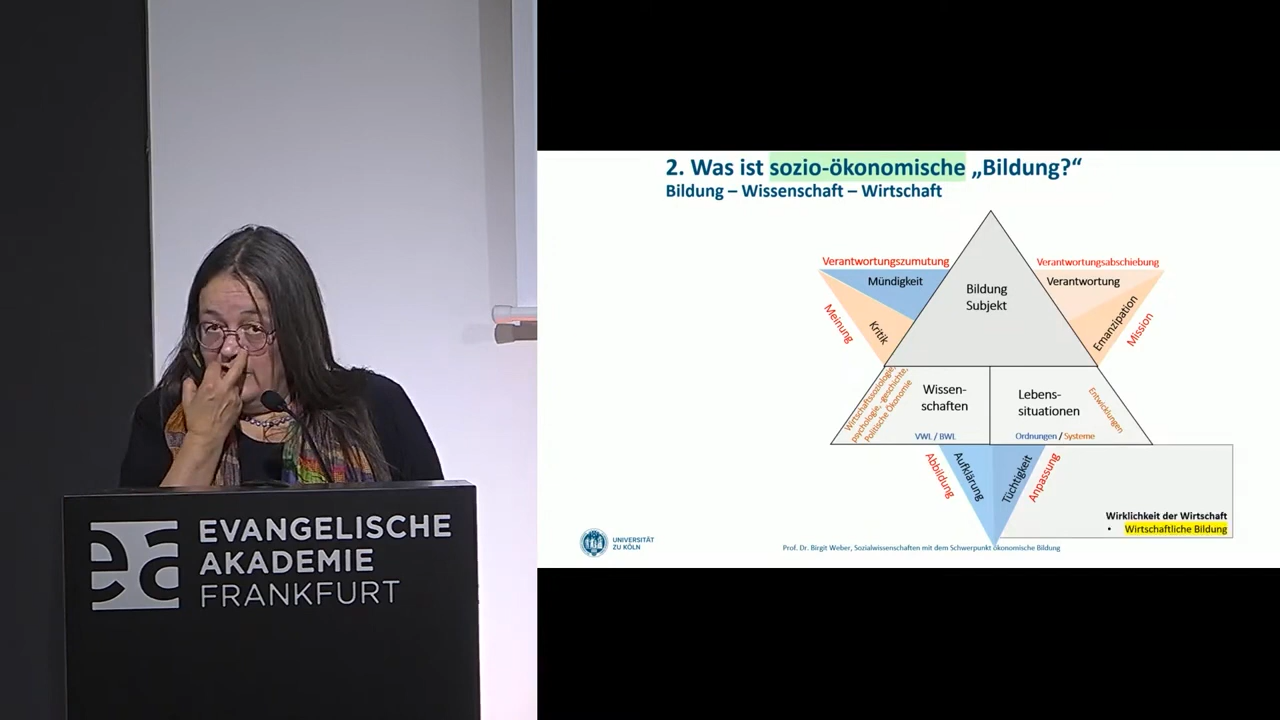 2. Was ist sozio-ökonomische „Bildung?“
Bildung – Wissenschaft – Wirtschaft
Verantwortungszumutung
Mündigkeit
Meinung
Kritik
Bildung
Subjekt
Verantwortungsabschiebung
Verantwortung
Emanzipation
Mission
Wirtschaftssoziologie,
psychologie, -geschichte,
Politische Ökonomie
Wissen-
schaften
VWL / BWL
Lebens-
situationen
Ordnungen / Systeme
Entwicklungen
Abbildung
Aufklärung
Tüchtigkeit
Anpassung
Wirklichkeit der Wirtschaft
• Wirtschaftliche Bildung
UNIVERSITÄT
ZU KÖLN
Prof. Dr. Birgit Weber, Sozialwissenschaften mit dem Schwerpunkt ökonomische Bildung
ea
EVANGELISCHE
AKADEMIE
FRANKFURT